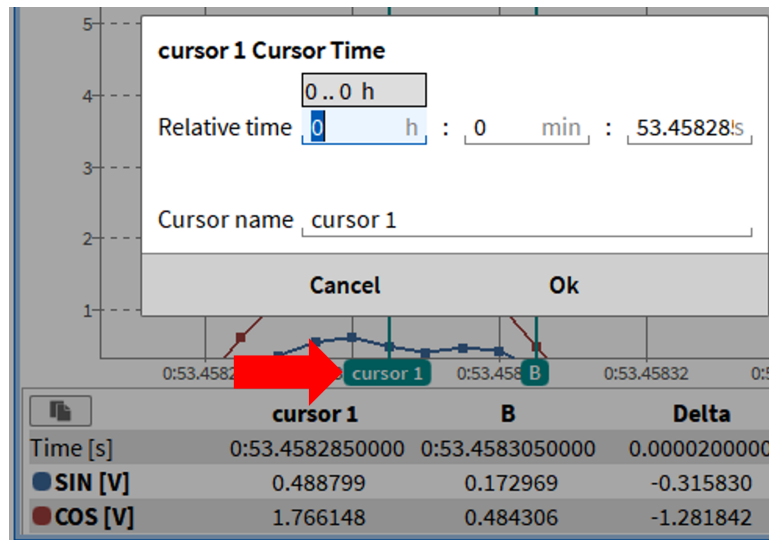 5
cursor 1 Cursor Time
0 .. 0 h
4
Relative time 0 h : 0 min : 53.45828 s
3
Cursor name cursor 1
2
Cancel Ok
1
0:53.4582 cursor 1 0:53.458 B 0:53.45832 0:
cursor 1 B Delta
Time [s] 0:53.4582850000 0:53.4583050000 0.0000200000
SIN [V] 0.488799 0.172969 -0.315830
COS [V] 1.766148 0.484306 -1.281842